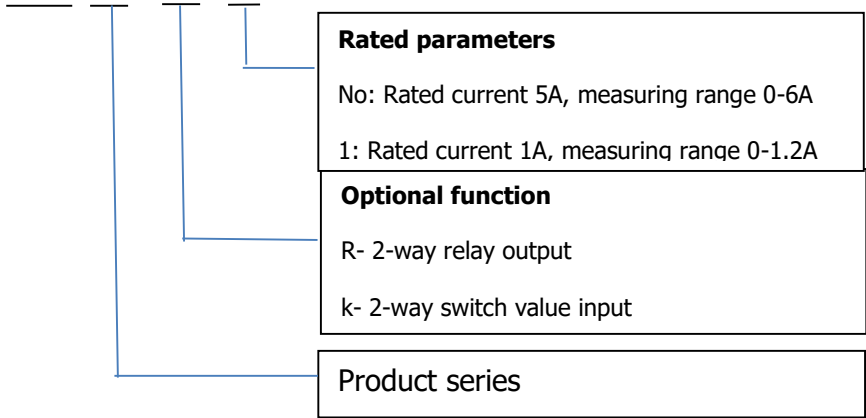 Rated parameters
No: Rated current 5A, measuring range 0-6A
1: Rated current 1A, measuring range 0-1.2A
Optional function
R- 2-way relay output
k- 2-way switch value input
Product series